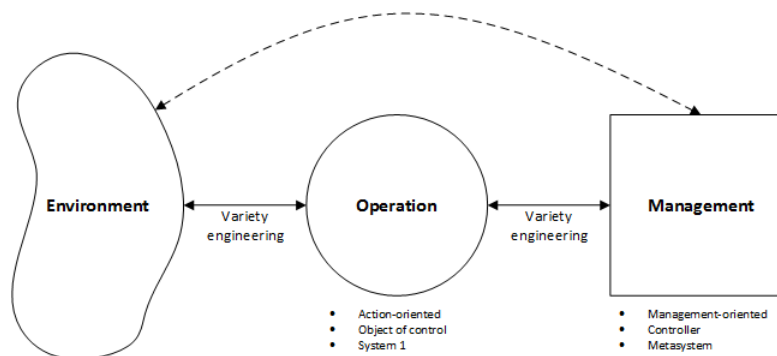 Environment
Variety
engineering
Operation
Variety
engineering
Management
• Action-oriented
• Object of control
• System 1
• Management-oriented
• Controller
• Metasystem